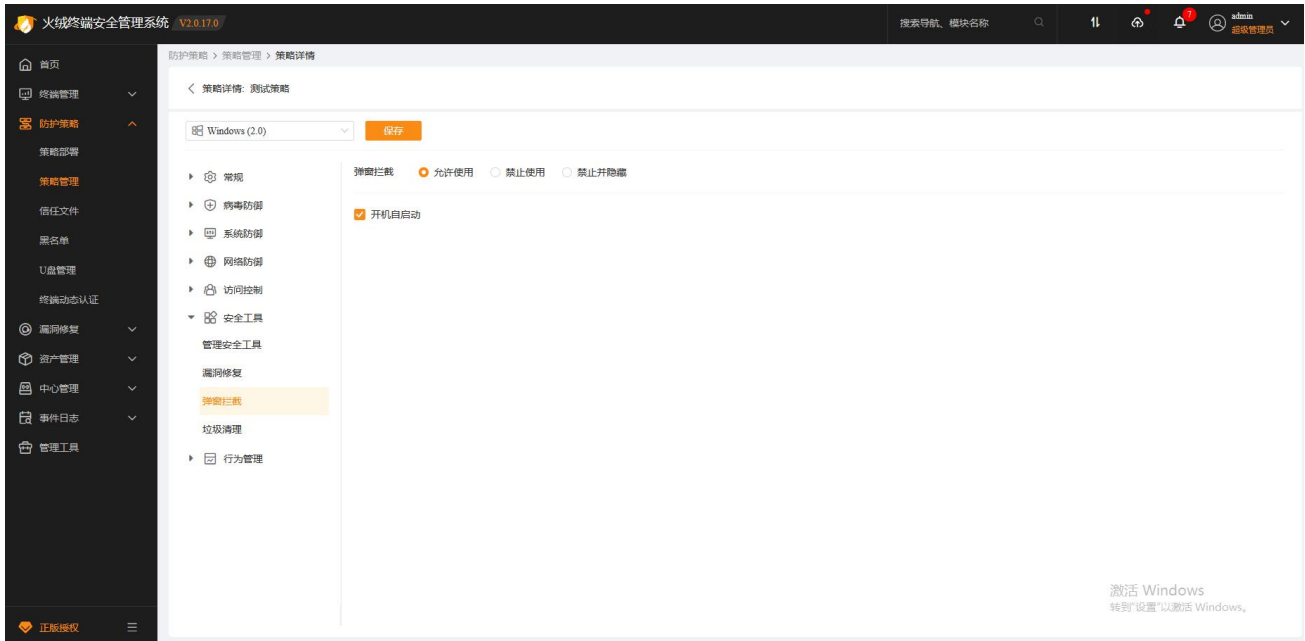 火绒终端安全管理系统 V2.0.17.0
搜索导航、模块名称
7
admin
超级管理员
首页
终端管理
防护策略
策略部署
策略管理
信任文件
黑名单
U盘管理
终端动态认证
漏洞修复
资产管理
中心管理
事件日志
管理工具
正版授权
防护策略 > 策略管理 > 策略详情
策略详情: 测试策略
Windows (2.0)
保存
常规
病毒防御
系统防御
网络防御
访问控制
安全工具
管理安全工具
漏洞修复
弹窗拦截
垃圾清理
行为管理
弹窗拦截 允许使用 禁止使用 禁止并隐藏
开机自启动
激活 Windows
转到"设置"以激活 Windows。